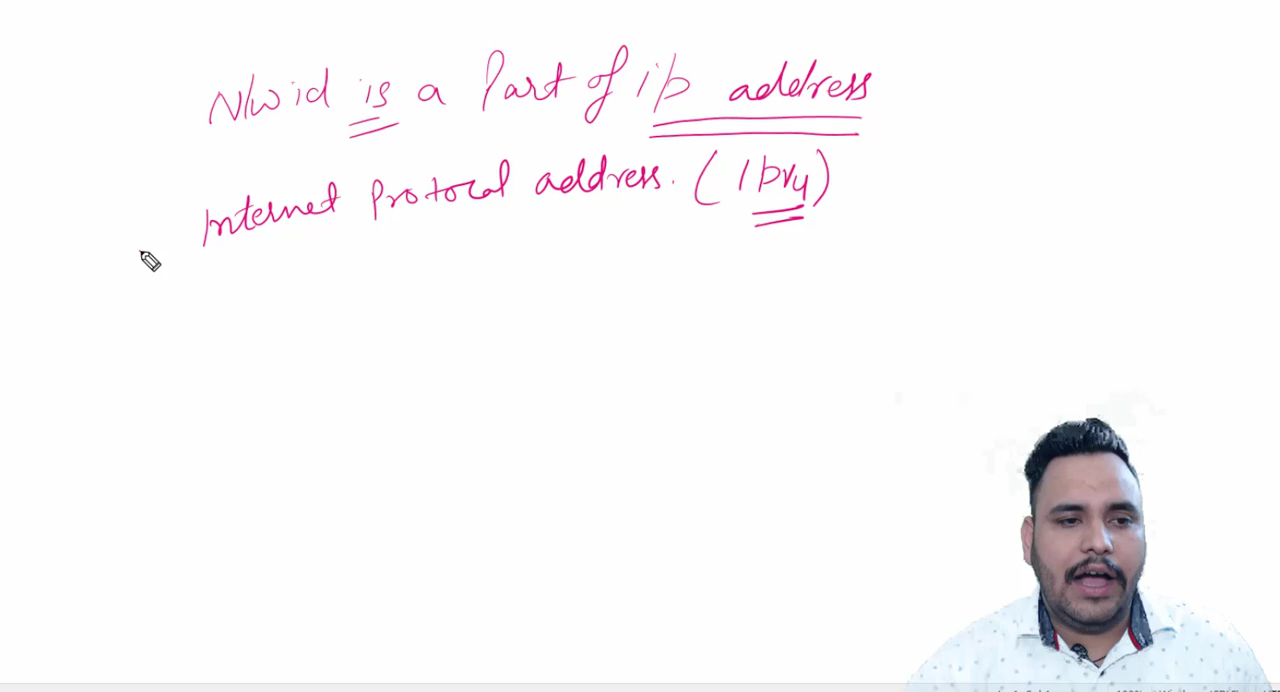 N/w id is a Part of ip address
Internet Protocol address. (ipv4)